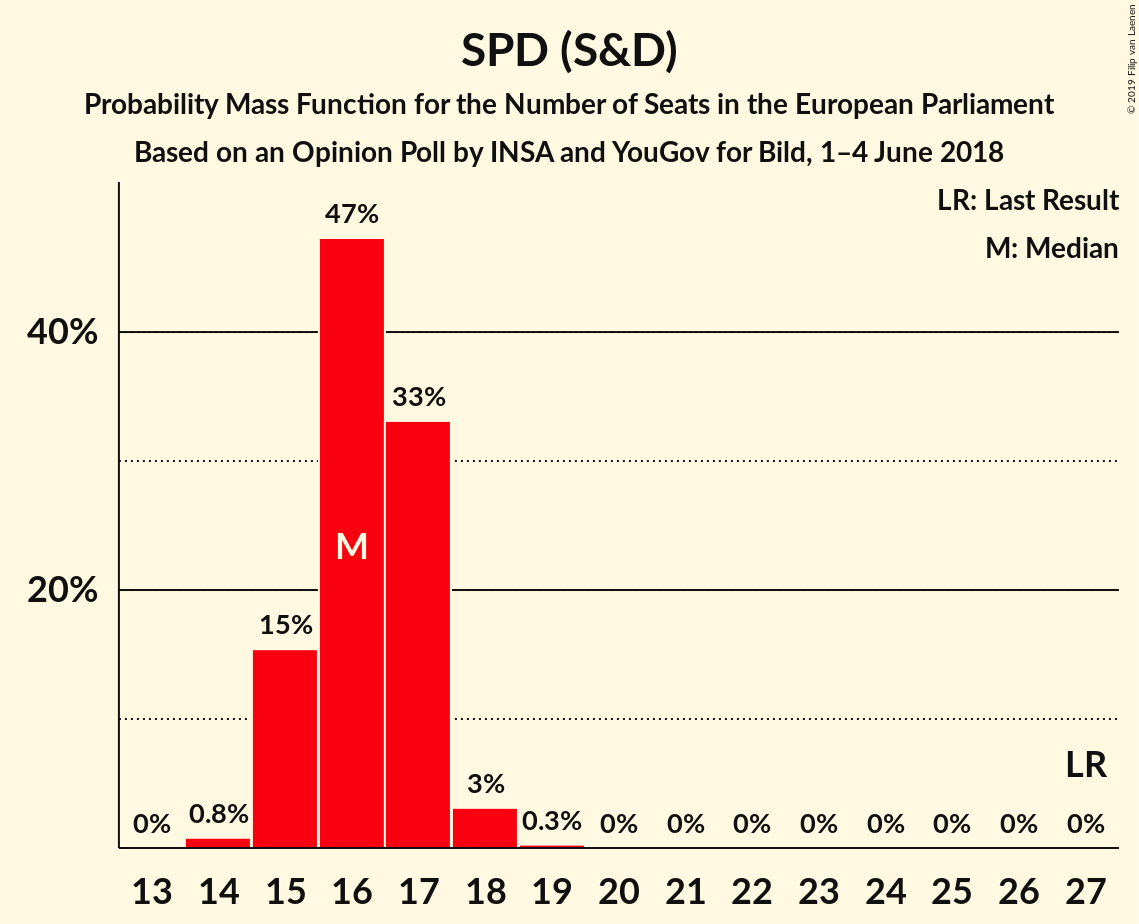 SPD (S&D)
Probability Mass Function for the Number of Seats in the European Parliament
Based on an Opinion Poll by INSA and YouGov for Bild, 1–4 June 2018
© 2019 Filip van Laenen
LR: Last Result
M: Median
47%
40%
33%
M
20%
15%
LR
0% 0.8% 3% 0.3% 0% 0% 0% 0% 0% 0% 0% 0%
13 14 15 16 17 18 19 20 21 22 23 24 25 26 27